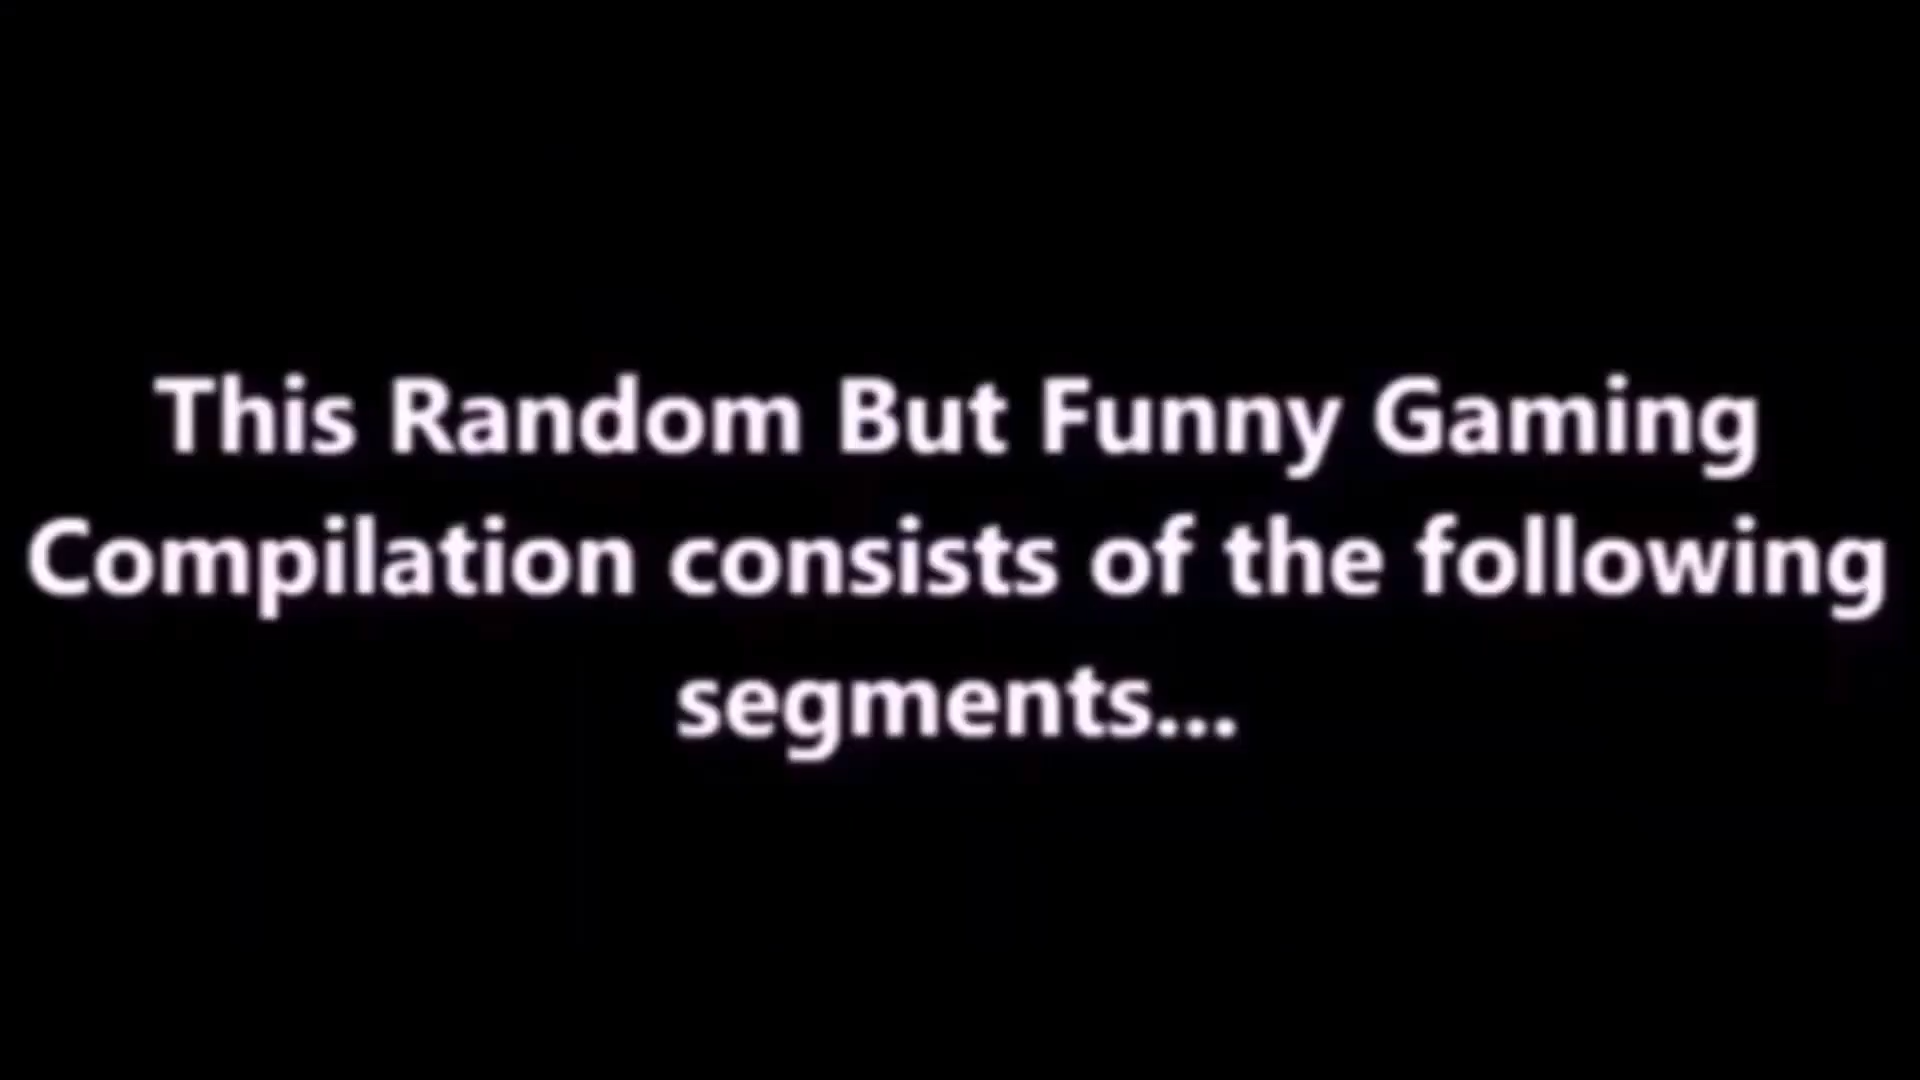 This Random But Funny Gaming
Compilation consists of the following
segments...